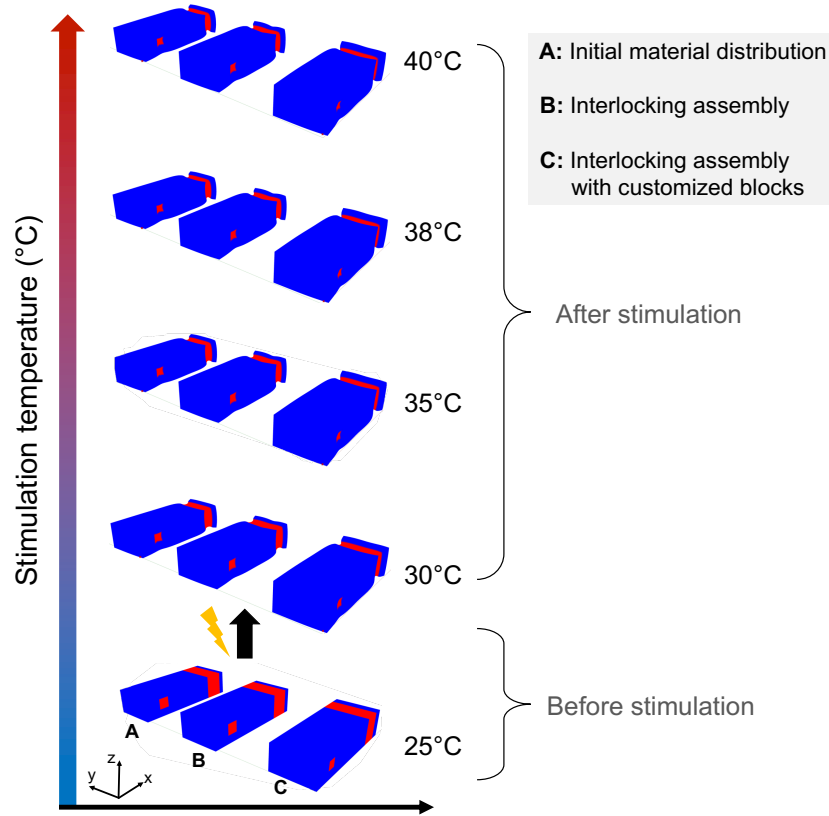 40°C
A: Initial material distribution
B: Interlocking assembly
C: Interlocking assembly
with customized blocks
38°C
Stimulation temperature (°C)
After stimulation
35°C
30°C
Before stimulation
A
B
C
25°C
z
y
x